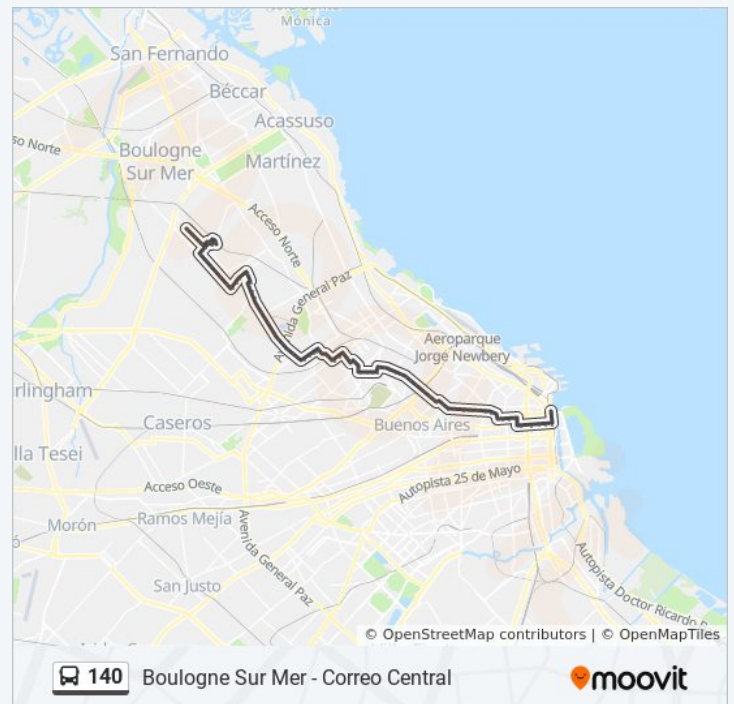 Mónica
San Fernando
Béccar
Acassuso
so Norte
Boulogne
Sur Mer
Martínez
Acceso Norte
Avenida General Paz
Aeroparque
Jorge Newbery
urlingham
Caseros
Buenos Aires
illa Tesei
Acceso Oeste
Autopista 25 de Mayo
Morón
Ramos Mejía
Avenida General Paz
San Justo
Autopista Doctor Ricardo
© OpenStreetMap contributors | © OpenMapTiles
140 Boulogne Sur Mer - Correo Central
moovit